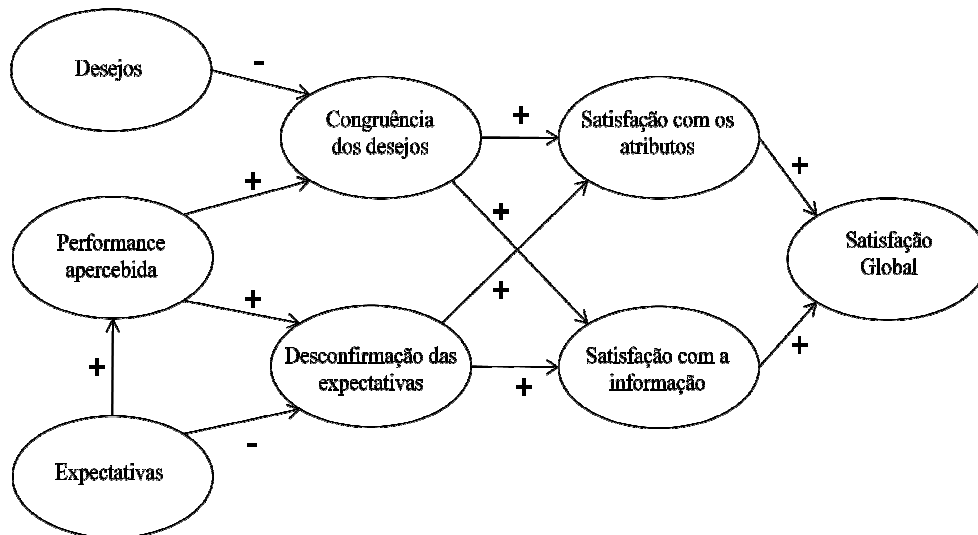 Desejos
-
Congruência
dos desejos
+
Satisfação com os
atributos
+
+
Performance
apercebida
+
+
Satisfação
Global
+
+
Desconfirmação das
expectativas
+
Satisfação com a
informação
+
Expectativas
-